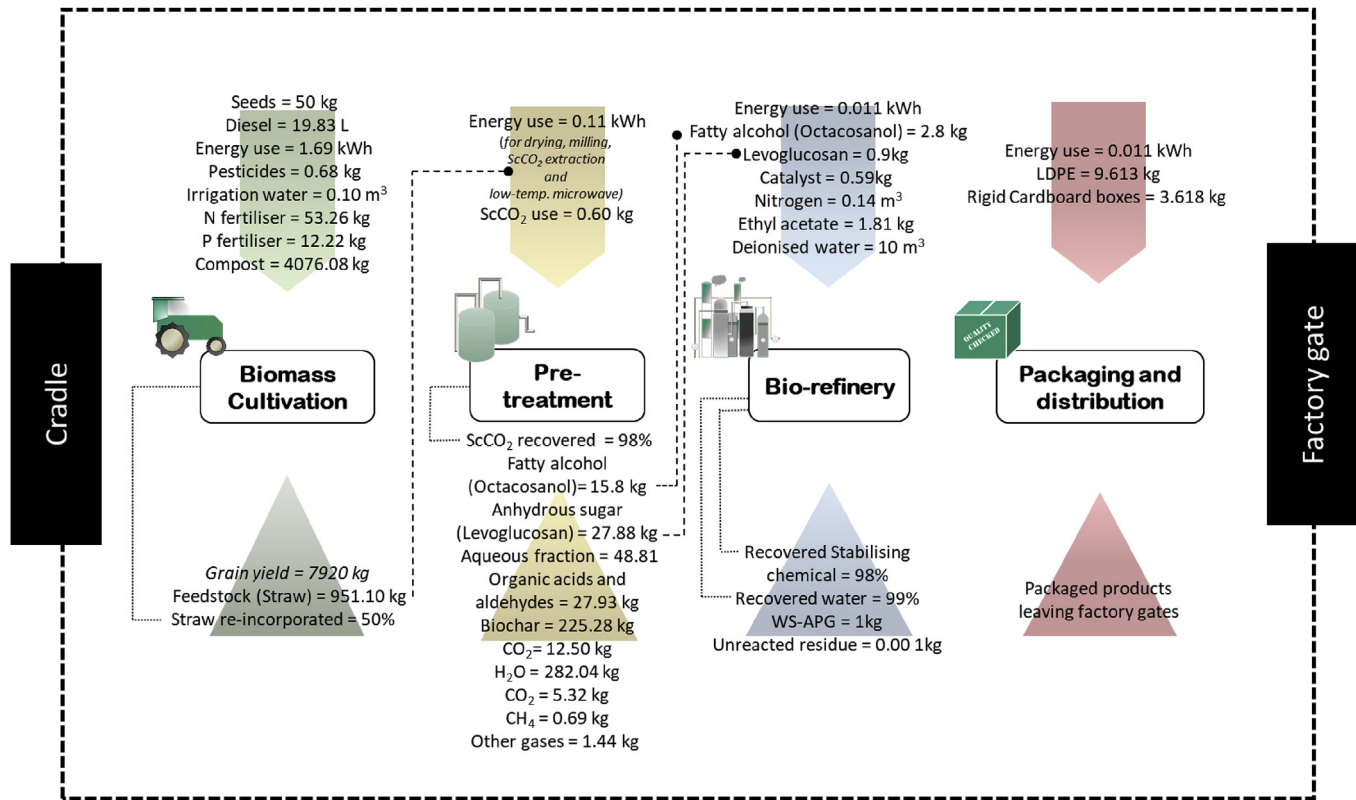 Cradle
Seeds = 50 kg
Diesel = 19.83 L
Energy use = 1.69 kWh
Pesticides = 0.68 kg
Irrigation water = 0.10 m³
N fertiliser = 53.26 kg
P fertiliser = 12.22 kg
Compost = 4076.08 kg
Biomass
Cultivation
Grain yield = 7920 kg
Feedstock (Straw) = 951.10 kg
Straw re-incorporated = 50%
Energy use = 0.11 kWh
(for drying, milling,
ScCO₂ extraction
and
low-temp. microwave)
ScCO₂ use = 0.60 kg
Pre-
treatment
ScCO₂ recovered = 98%
Fatty alcohol
(Octacosanol)= 15.8 kg
Anhydrous sugar
(Levoglucosan) = 27.88 kg
Aqueous fraction = 48.81
Organic acids and
aldehydes = 27.93 kg
Biochar = 225.28 kg
CO₂= 12.50 kg
H₂O = 282.04 kg
CO₂ = 5.32 kg
CH₄ = 0.69 kg
Other gases = 1.44 kg
Energy use = 0.011 kWh
Fatty alcohol (Octacosanol) = 2.8 kg
Levoglucosan = 0.9kg
Catalyst = 0.59kg
Nitrogen = 0.14 m³
Ethyl acetate = 1.81 kg
Deionised water = 10 m³
Bio-refinery
Recovered Stabilising
chemical = 98%
Recovered water = 99%
WS-APG = 1kg
Unreacted residue = 0.00 1kg
Energy use = 0.011 kWh
LDPE = 9.613 kg
Rigid Cardboard boxes = 3.618 kg
QUALITY
CHECKED
Packaging and
distribution
Packaged products
leaving factory gates
Factory gate